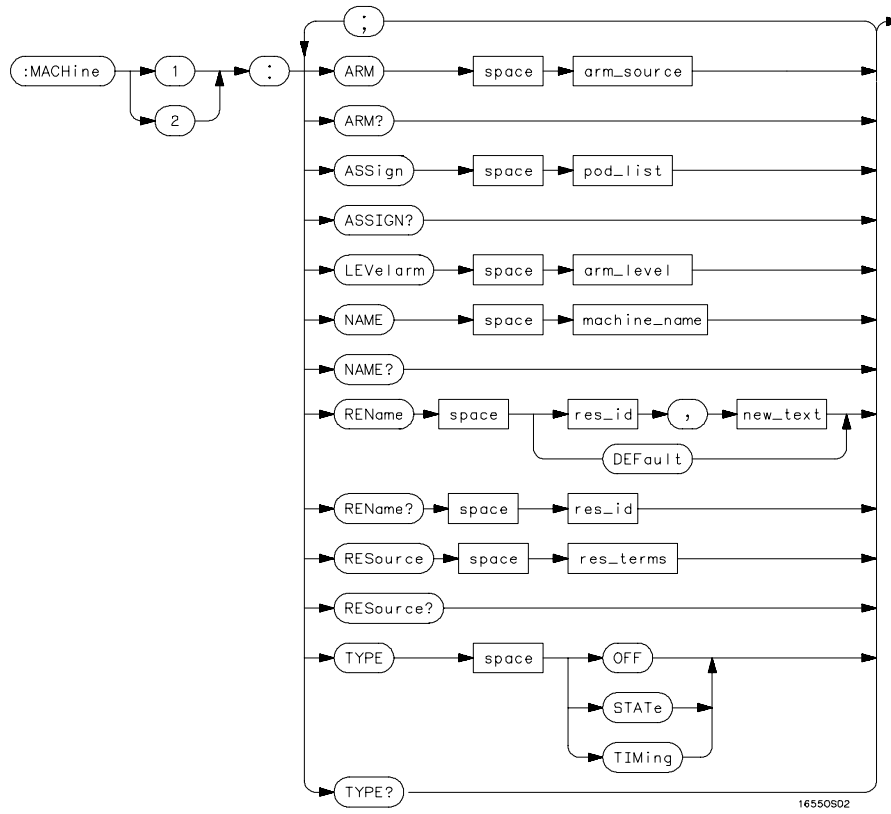 ;
:MACHine 1 : ARM space arm_source
2
ARM?
ASSign space pod_list
ASSIGN?
LEVelarm space arm_level
NAME space machine_name
NAME?
REName space res_id , new_text
DEFault
REName? space res_id
RESource space res_terms
RESource?
TYPE space OFF
STATe
TIMing
TYPE?
16550S02